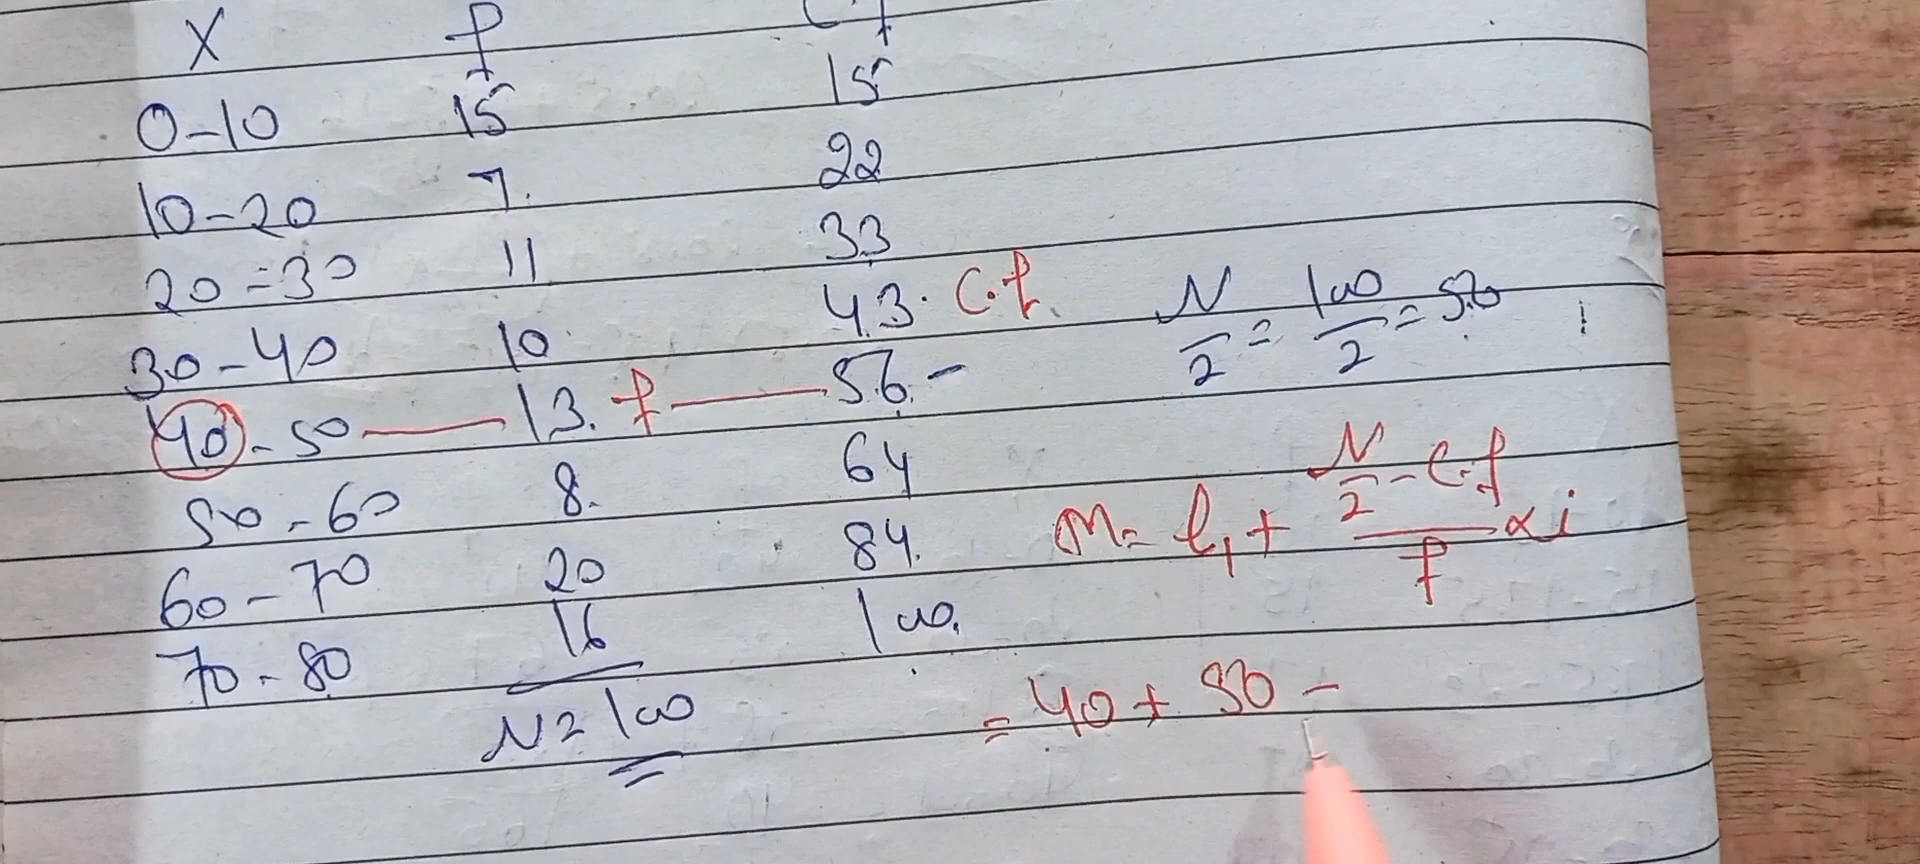 X f C.f
0-10 15 15
10-20 7. 22
20-30 11 33
30-40 10 43. C.f.
N/2 = 100/2 = 50
40-50 13. f 56.-
50-60 8. 64
M = l₁ + (N/2 - C.f)/f × i
60-70 20 84.
70-80 16 100.
N = 100
= 40 + 50 -